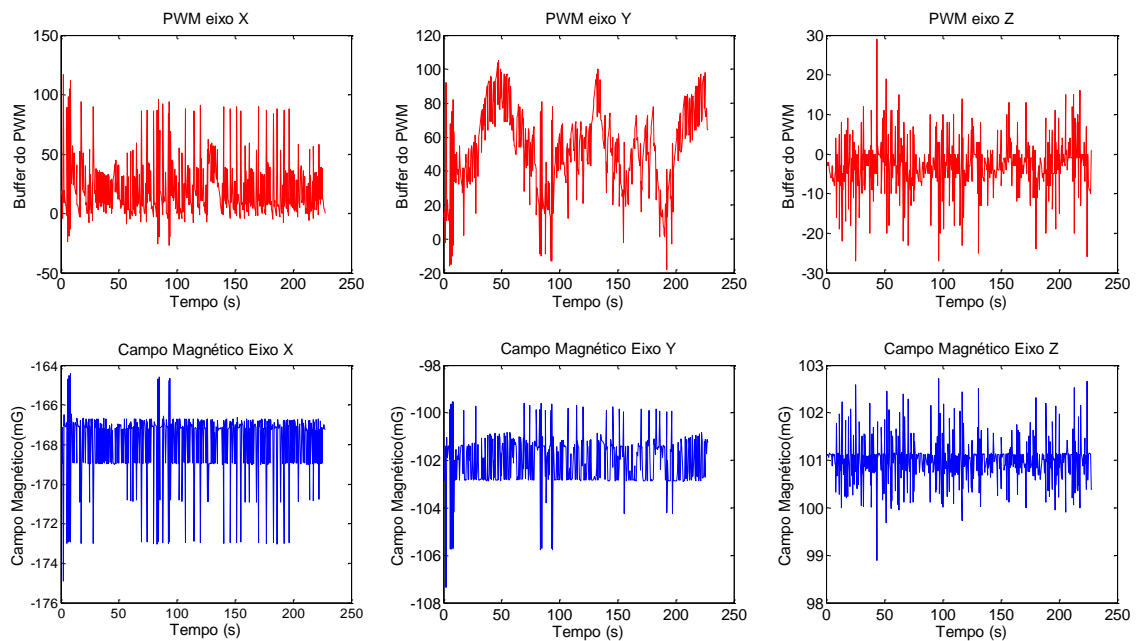 PWM eixo X
150
100
50
0
-50
Buffer do PWM
0 50 100 150 200 250
Tempo (s)
PWM eixo Y
120
100
80
60
40
20
0
-20
Buffer do PWM
0 50 100 150 200 250
Tempo (s)
PWM eixo Z
30
20
10
0
-10
-20
-30
Buffer do PWM
0 50 100 150 200 250
Tempo (s)
Campo Magnético Eixo X
-164
-166
-168
-170
-172
-174
-176
Campo Magnético(mG)
0 50 100 150 200 250
Tempo (s)
Campo Magnético Eixo Y
-98
-100
-102
-104
-106
-108
Campo Magnético(mG)
0 50 100 150 200 250
Tempo (s)
Campo Magnético Eixo Z
103
102
101
100
99
98
Campo Magnético(mG)
0 50 100 150 200 250
Tempo (s)